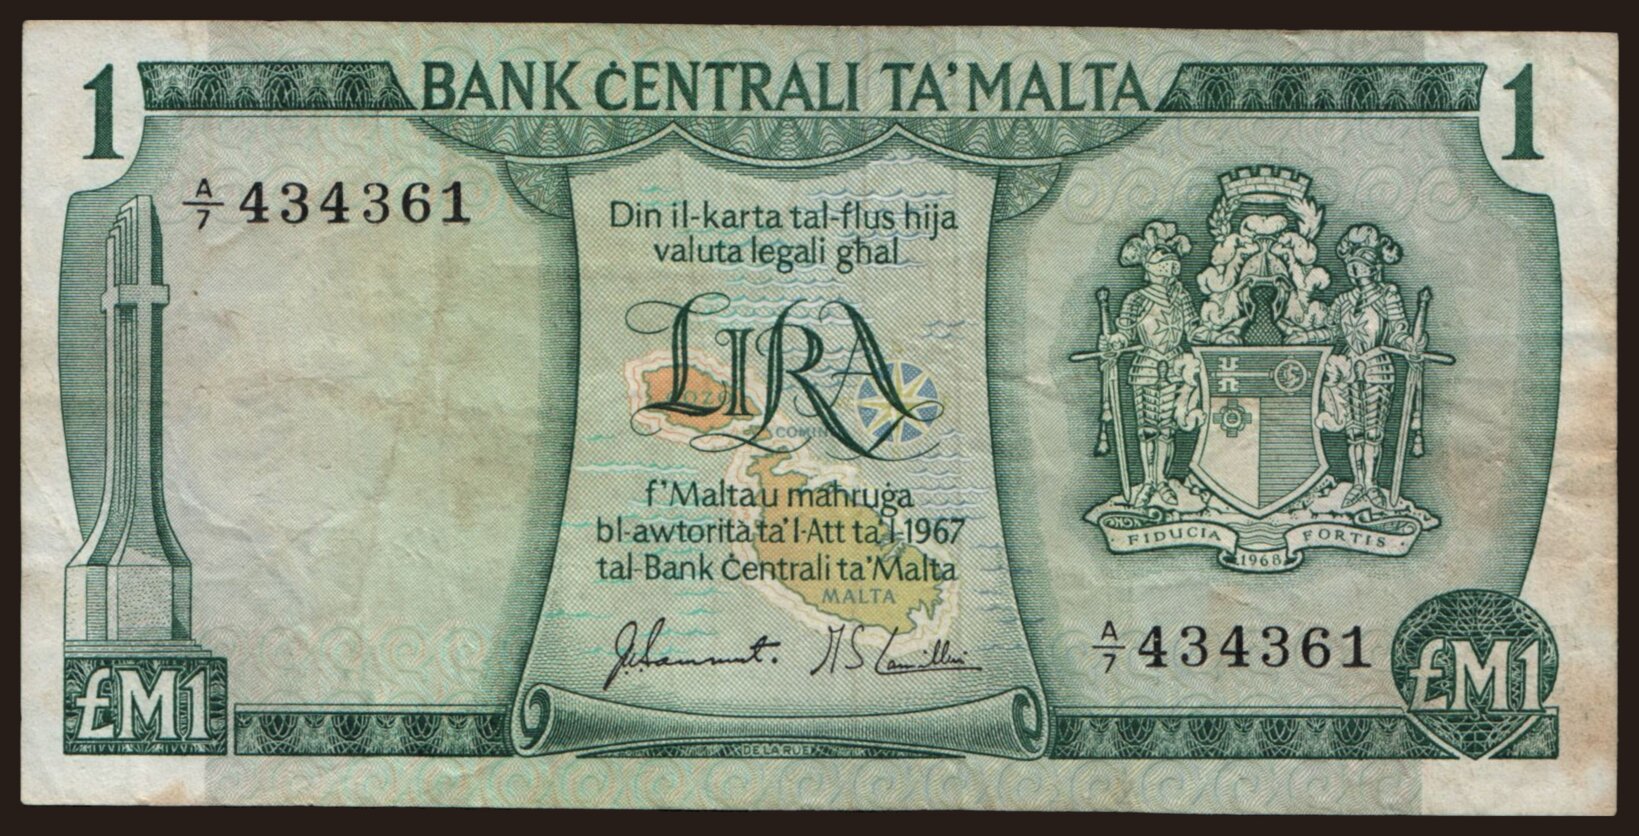 1 BANK ĊENTRALI TA' MALTA 1
A/7 434361
Din il-karta tal-flus hija
valuta legali għal
LIRA
GOZO
COMINO
f'Malta u maħruġa
bl-awtorità ta' l-Att ta' l-1967
tal-Bank Ċentrali ta' Malta
MALTA
FIDUCIA FORTIS
1968
A/7 434361
£M1
£M1
DE LA RUE